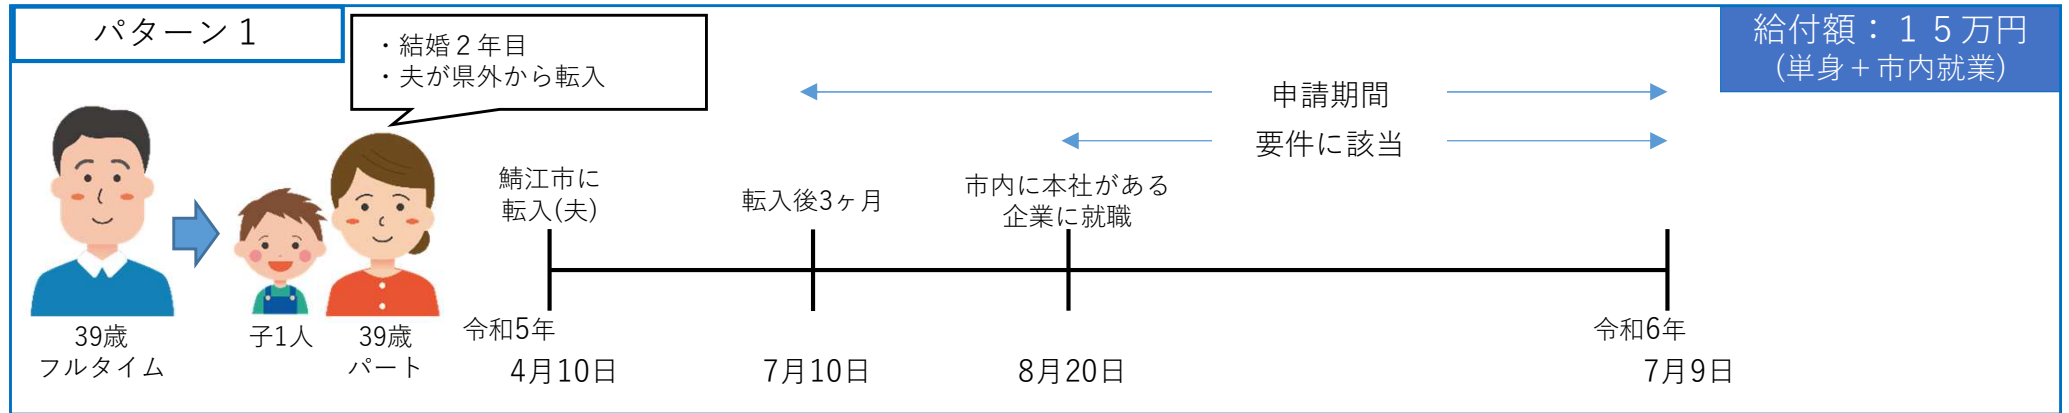 パターン１
・結婚２年目
・夫が県外から転入
給付額：１５万円
(単身＋市内就業)
申請期間
要件に該当
鯖江市に
転入(夫)
転入後3ヶ月
市内に本社がある
企業に就職
39歳
フルタイム
子1人
39歳
パート
令和5年
4月10日
7月10日
8月20日
令和6年
7月9日